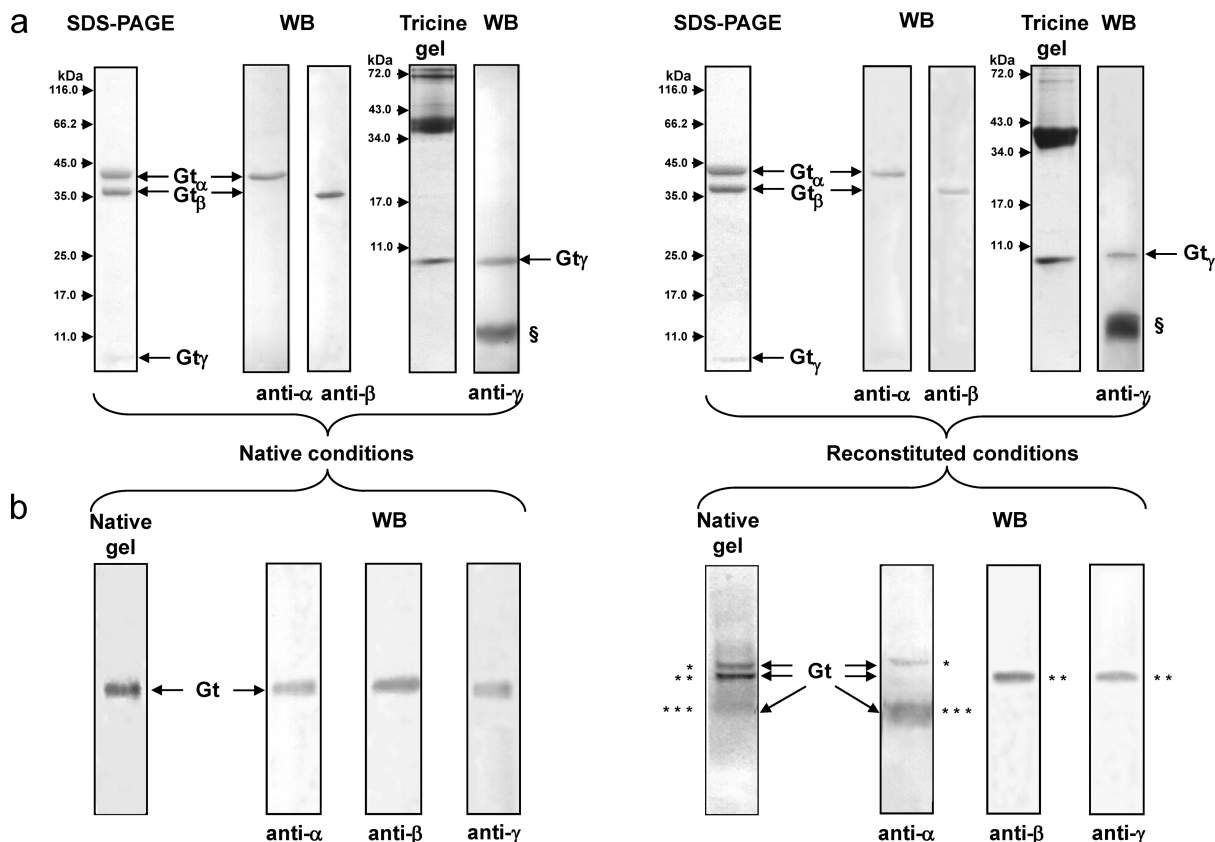 a
SDS-PAGE WB Tricine gel WB
kDa
116.0
66.2
45.0
35.0
25.0
17.0
11.0
Gtα
Gtβ
Gtγ
72.0
43.0
34.0
17.0
11.0
Gtγ
§
anti-α anti-β anti-γ
Native conditions
SDS-PAGE WB Tricine gel WB
kDa
116.0
66.2
45.0
35.0
25.0
17.0
11.0
Gtα
Gtβ
Gtγ
kDa
72.0
43.0
34.0
17.0
11.0
Gtγ
§
anti-α anti-β anti-γ
Reconstituted conditions
b
Native gel WB
Gt
anti-α anti-β anti-γ
Native gel WB
*
**
***
Gt
*
***
**
**
anti-α anti-β anti-γ